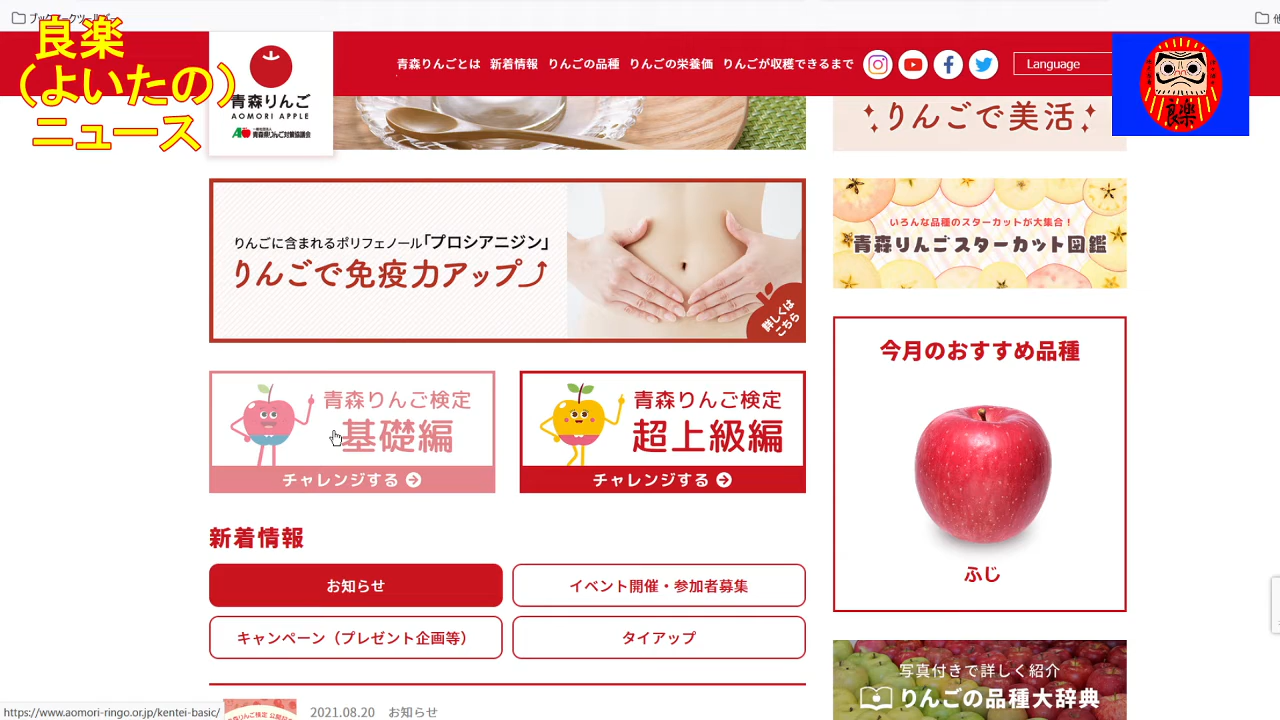 良楽
（よいたの）
ニュース
青森りんご
AOMORI APPLE
一般社団法人
青森県りんご対策協議会
青森りんごとは 新着情報 りんごの品種 りんごの栄養価 りんごが収穫できるまで
Language
良楽
りんごで美活
りんごに含まれるポリフェノール「プロシアニジン」
りんごで免疫力アップ
詳しくは
こちら
いろんな品種のスターカットが大集合！
青森りんごスターカット図鑑
青森りんご検定
基礎編
チャレンジする
青森りんご検定
超上級編
チャレンジする
今月のおすすめ品種
ふじ
新着情報
お知らせ
イベント開催・参加者募集
キャンペーン（プレゼント企画等）
タイアップ
写真付きで詳しく紹介
りんごの品種大辞典
2021.08.20 お知らせ
https://www.aomori-ringo.or.jp/kentei-basic/